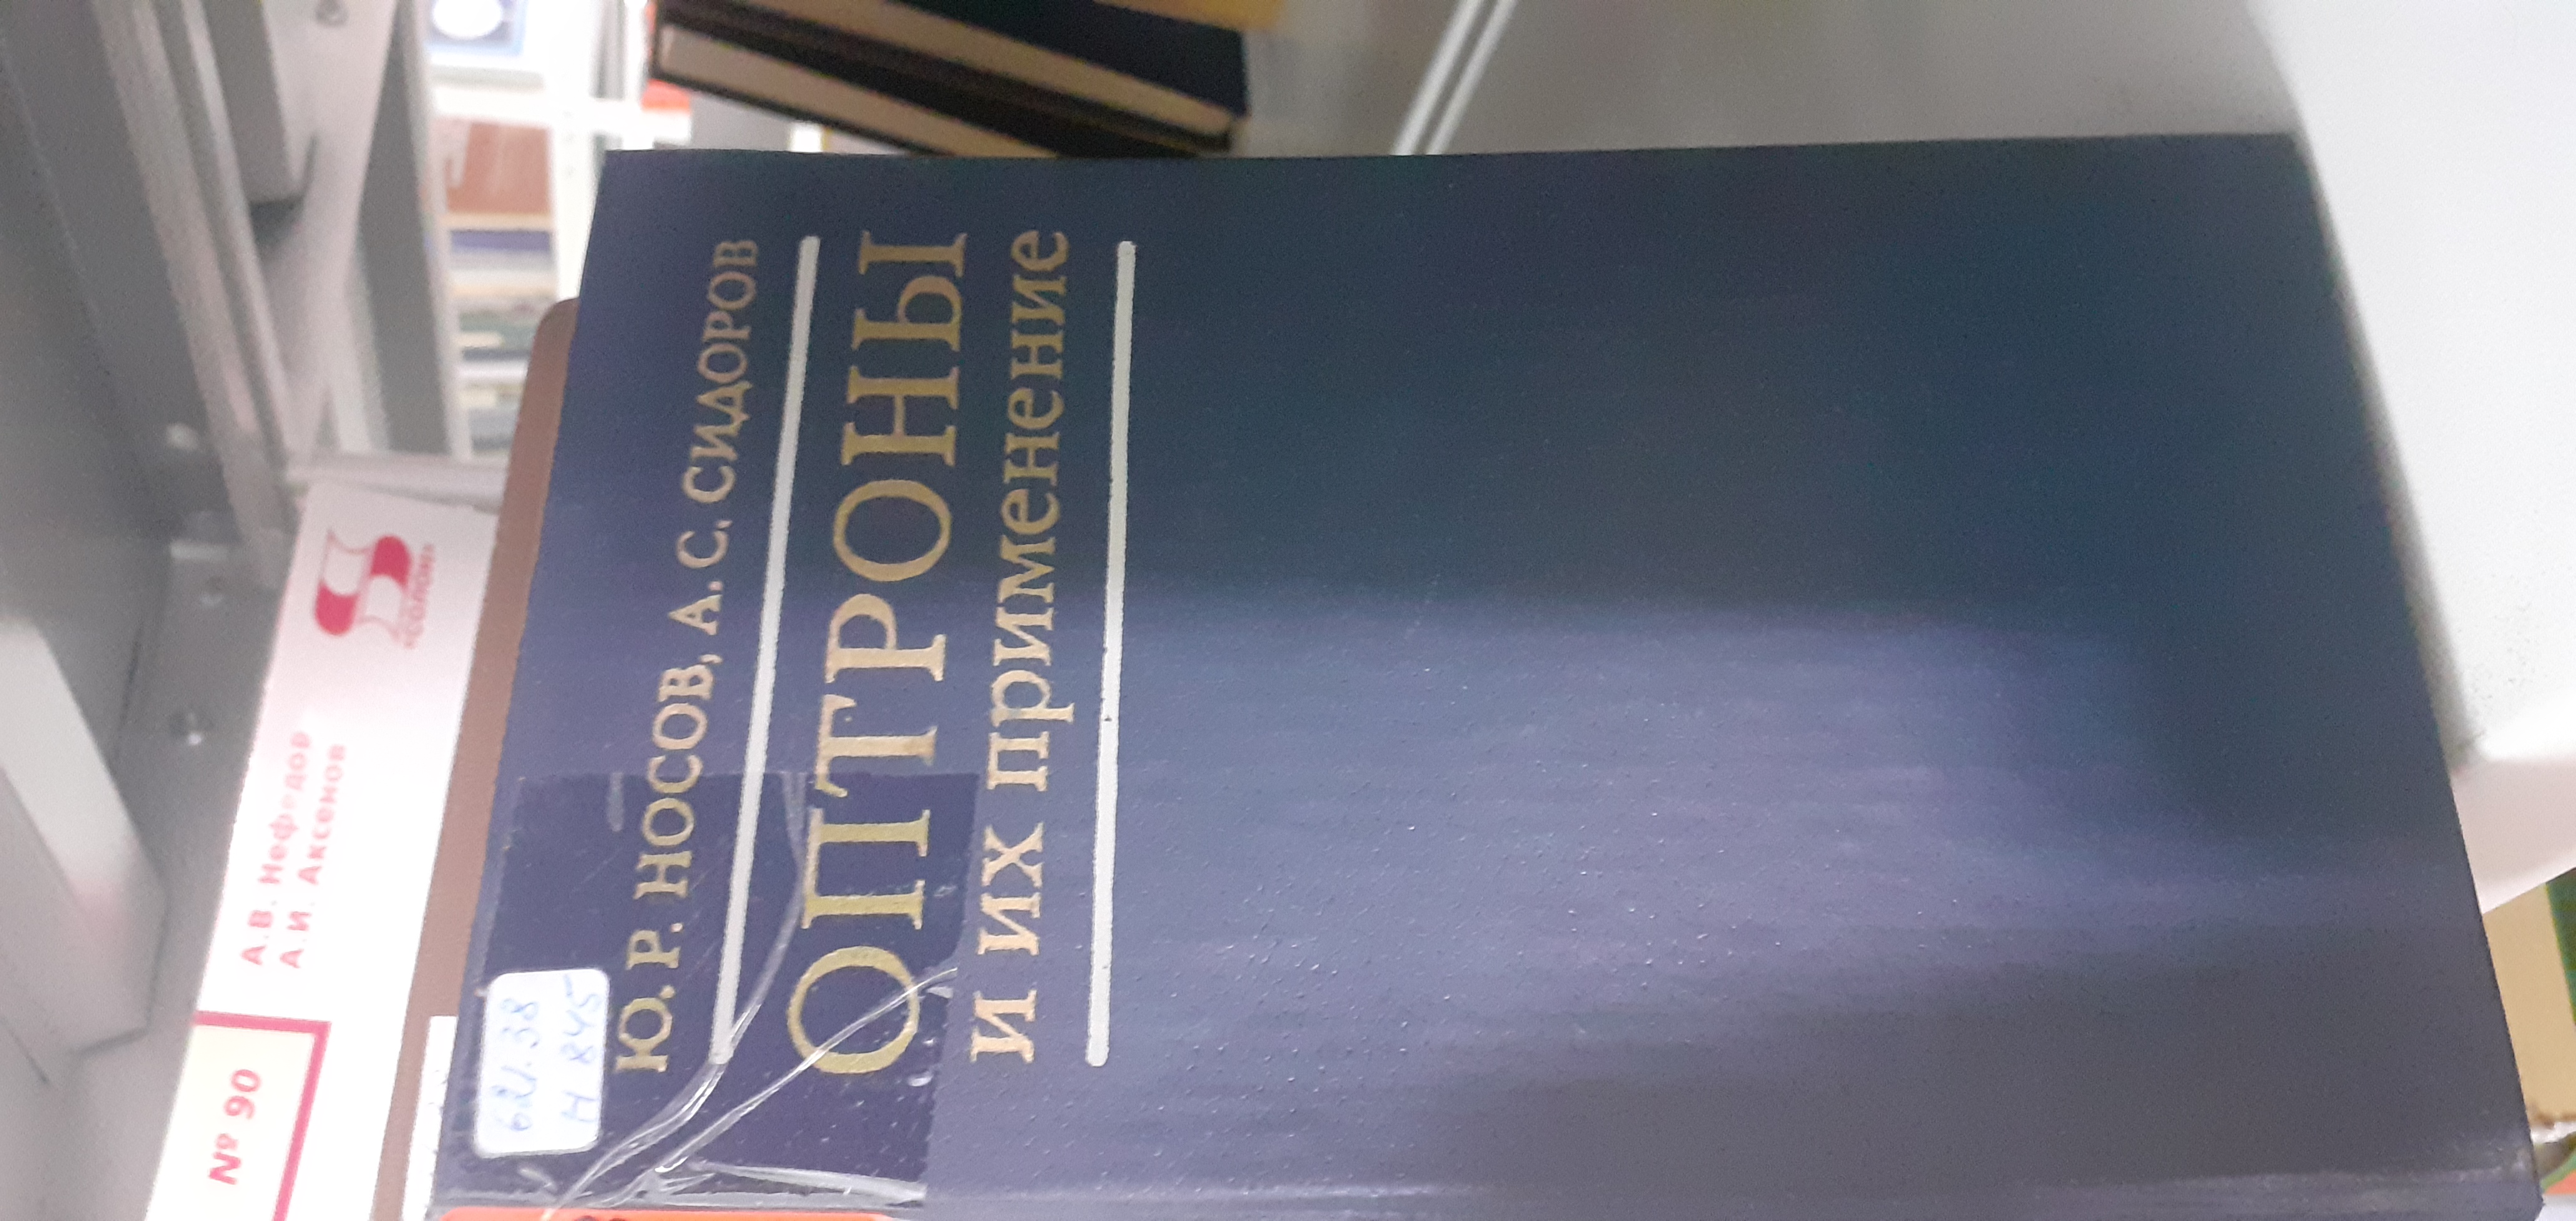 Ю. Р. НОСОВ, А. С. СИДОРОВ
ОПТРОНЫ
и их применение
621.38
Н 845
«СОЛОН»
А.В. Нефедов
А.И. Аксенов
№ 90